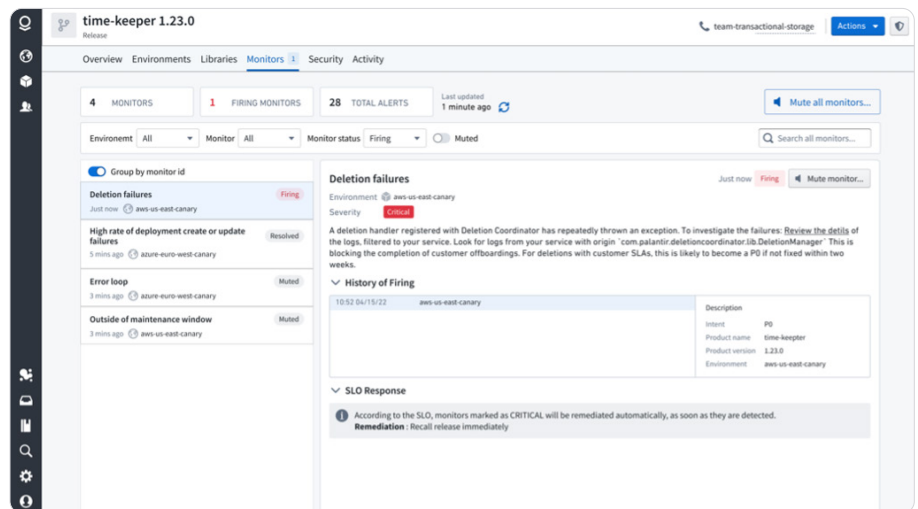 time-keeper 1.23.0
Release
team-transactional-storage
Actions
Overview Environments Libraries Monitors 1 Security Activity
4 MONITORS
1 FIRING MONITORS
28 TOTAL ALERTS
Last updated
1 minute ago
Mute all monitors...
Environemt All Monitor All Monitor status Firing Muted
Search all monitors...
Group by monitor id
Deletion failures Firing
Just now aws-us-east-canary
High rate of deployment create or update
failures
Resolved
5 mins ago azure-euro-west-canary
Error loop Muted
3 mins ago azure-euro-west-canary
Outside of maintenance window Muted
3 mins ago aws-us-east-canary
Deletion failures
Just now Firing Mute monitor...
Environment aws-us-east-canary
Severity Critical
A deletion handler registered with Deletion Coordinator has repeatedly thrown an exception. To investigate the failures: Review the detils of
the logs, filtered to your service. Look for logs from your service with origin `com.palantir.deletioncoordinator.lib.DeletionManager` This is
blocking the completion of customer offboardings. For deletions with customer SLAs, this is likely to become a P0 if not fixed within two
weeks.
History of Firing
10:52 04/15/22 aws-us-east-canary
Description
Intent P0
Product name time-keepter
Product version 1.23.0
Environment aws-us-east-canary
SLO Response
According to the SLO, monitors marked as CRITICAL will be remediated automatically, as soon as they are detected.
Remediation : Recall release immediately